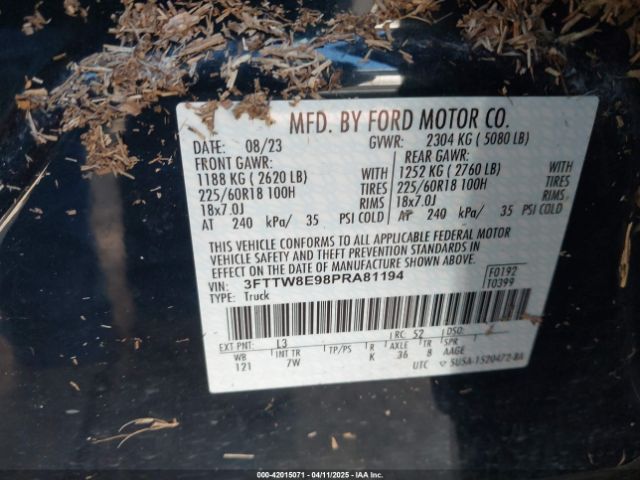 MFD. BY FORD MOTOR CO.
DATE: 08/23 GVWR: 2304 KG ( 5080 LB)
FRONT GAWR: REAR GAWR:
1188 KG ( 2620 LB) WITH 1252 KG ( 2760 LB) WITH
225/60R18 100H TIRES 225/60R18 100H TIRES
18x7.0J RIMS 18x7.0J RIMS
AT 240 kPa/ 35 PSI COLD AT 240 kPa/ 35 PSI COLD
THIS VEHICLE CONFORMS TO ALL APPLICABLE FEDERAL MOTOR
VEHICLE SAFETY AND THEFT PREVENTION STANDARDS IN
EFFECT ON THE DATE OF MANUFACTURE SHOWN ABOVE.
VIN: 3FTTW8E98PRA81194 F0192
TYPE: Truck T0399
EXT PNT: L3 RC: 52 DSO:
WB INT TR TP/PS R AXLE TR SPR
121 7W K 36 8 AAGE
UTC
000-42015071 - 04/11/2025 - IAA Inc.